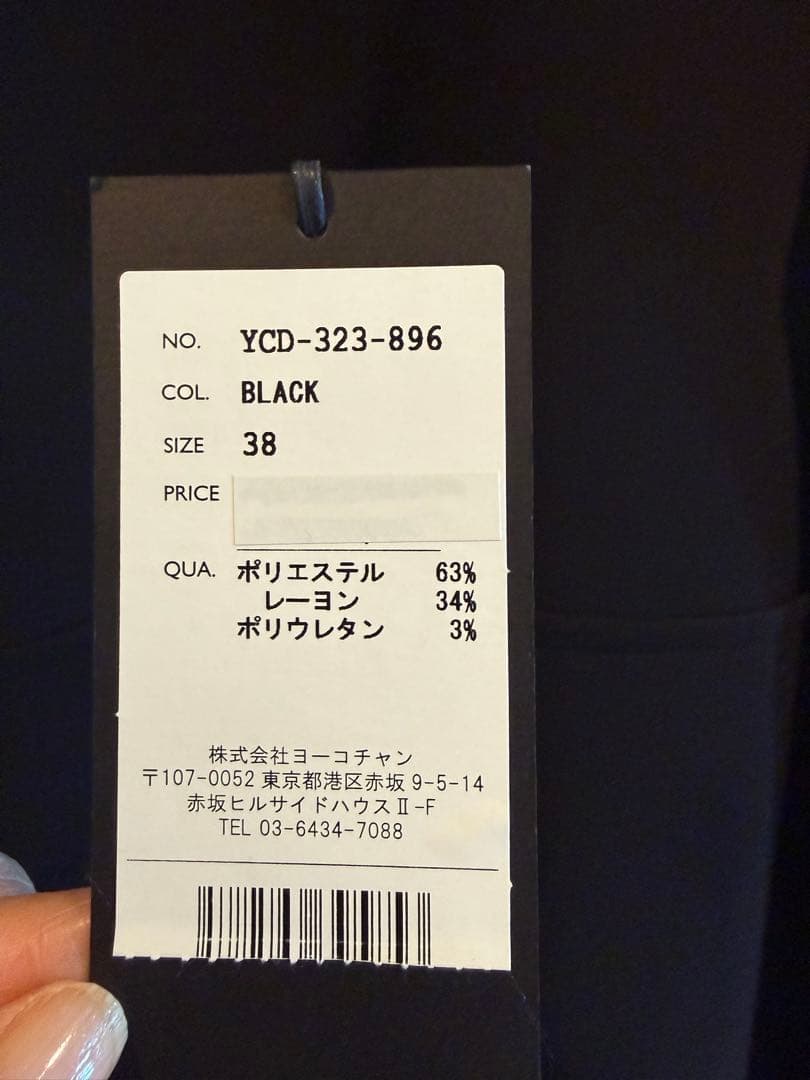 NO. YCD-323-896
COL. BLACK
SIZE 38
PRICE
QUA. ポリエステル 63%
レーヨン 34%
ポリウレタン 3%
株式会社ヨーコチャン
〒107-0052 東京都港区赤坂 9-5-14
赤坂ヒルサイドハウスⅡ-F
TEL 03-6434-7088